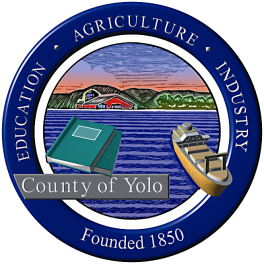 EDUCATION • AGRICULTURE • INDUSTRY
County of Yolo
Founded 1850